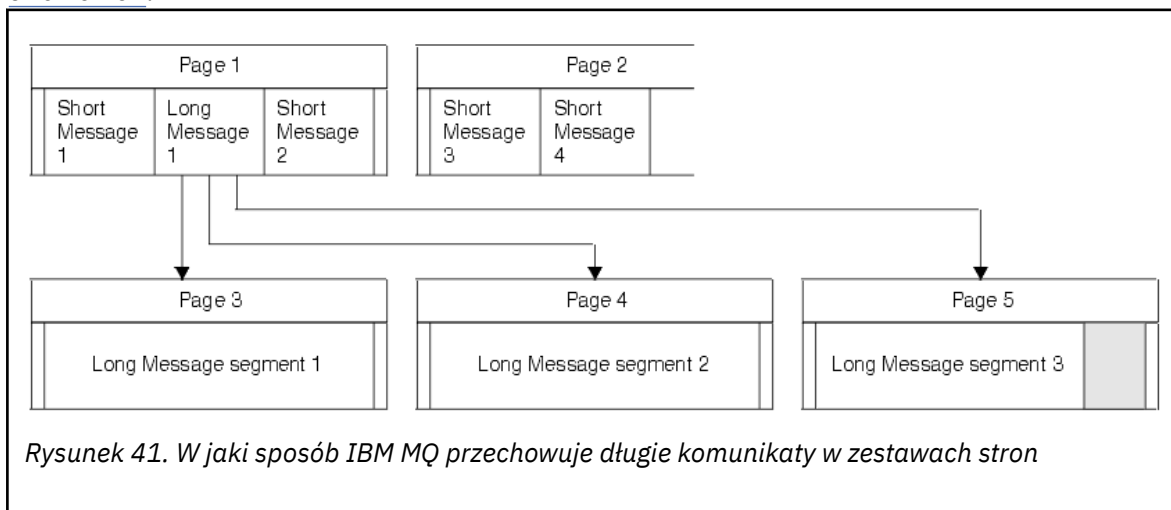 Page 1
Page 2
Short
Message
1
Long
Message
1
Short
Message
2
Short
Message
3
Short
Message
4
Page 3
Page 4
Page 5
Long Message segment 1
Long Message segment 2
Long Message segment 3
Rysunek 41. W jaki sposób IBM MQ przechowuje długie komunikaty w zestawach stron